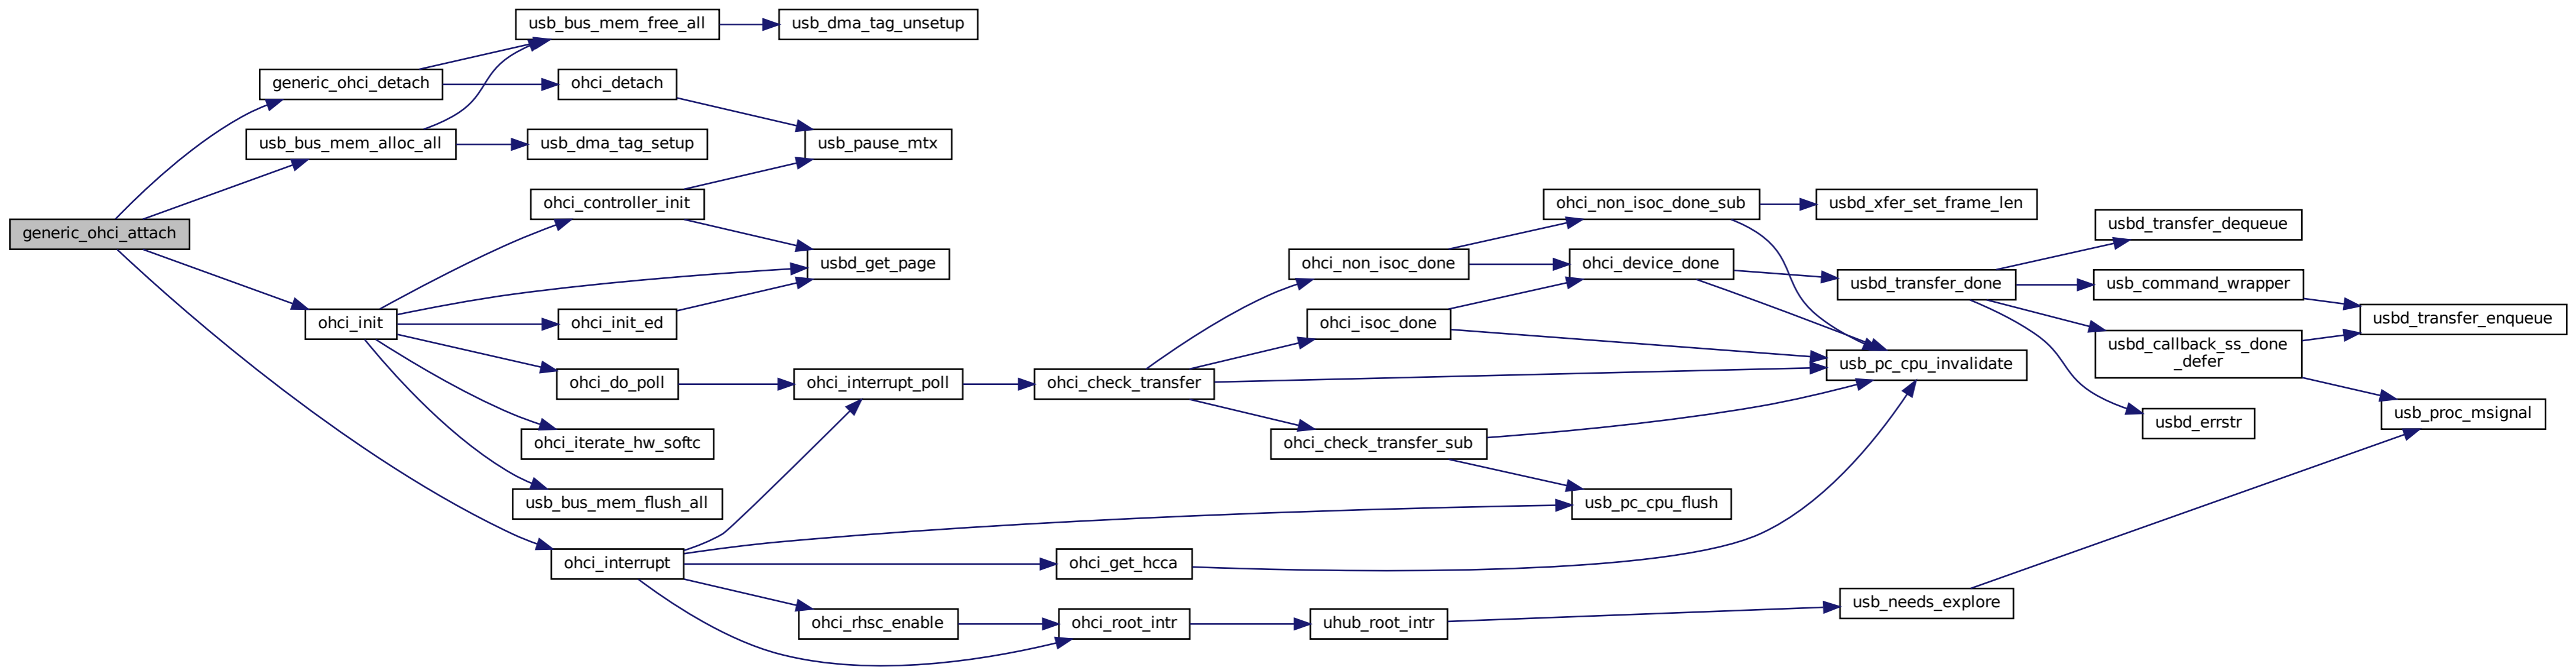 generic_ohci_attach
generic_ohci_detach
usb_bus_mem_alloc_all
ohci_init
usb_bus_mem_free_all
usb_dma_tag_unsetup
ohci_detach
usb_dma_tag_setup
usb_pause_mtx
ohci_controller_init
usbd_get_page
ohci_init_ed
ohci_do_poll
ohci_iterate_hw_softc
usb_bus_mem_flush_all
ohci_interrupt
ohci_interrupt_poll
ohci_check_transfer
ohci_get_hcca
ohci_rhsc_enable
ohci_root_intr
ohci_non_isoc_done
ohci_isoc_done
ohci_check_transfer_sub
uhub_root_intr
ohci_non_isoc_done_sub
ohci_device_done
usb_pc_cpu_flush
usbd_xfer_set_frame_len
usbd_transfer_done
usb_pc_cpu_invalidate
usb_needs_explore
usbd_transfer_dequeue
usb_command_wrapper
usbd_callback_ss_done
_defer
usbd_errstr
usbd_transfer_enqueue
usb_proc_msignal